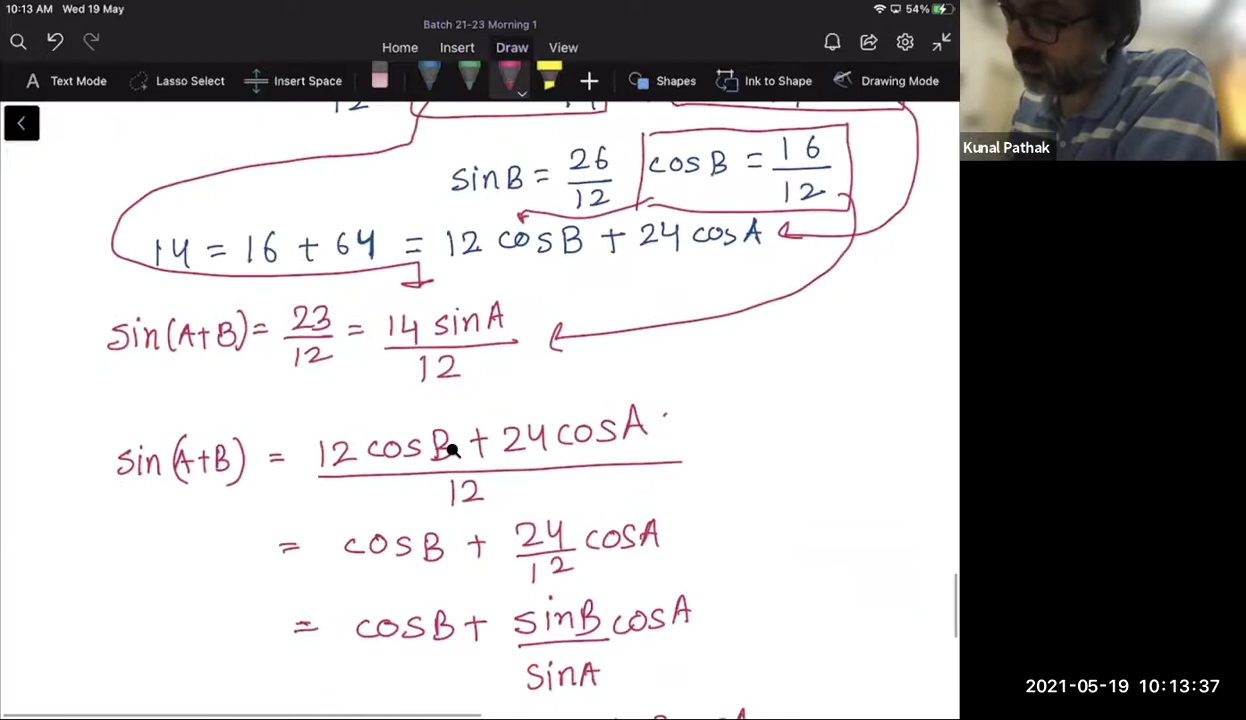 10:13 AM Wed 19 May
54%
Batch 21–23 Morning 1
Home Insert Draw View
Text Mode Lasso Select Insert Space Shapes Ink to Shape Drawing Mode
Kunal Pathak
12
sinB = 26/12 cosB = 16/12
14 = 16 + 64 = 12 cosB + 24 cosA
sin(A+B) = 23/12 = 14 sinA/12
sin(A+B) = 12 cosB + 24 cosA/12
= cosB + 24/12 cosA
= cosB + sinB/sinA cosA
2021-05-19 10:13:37